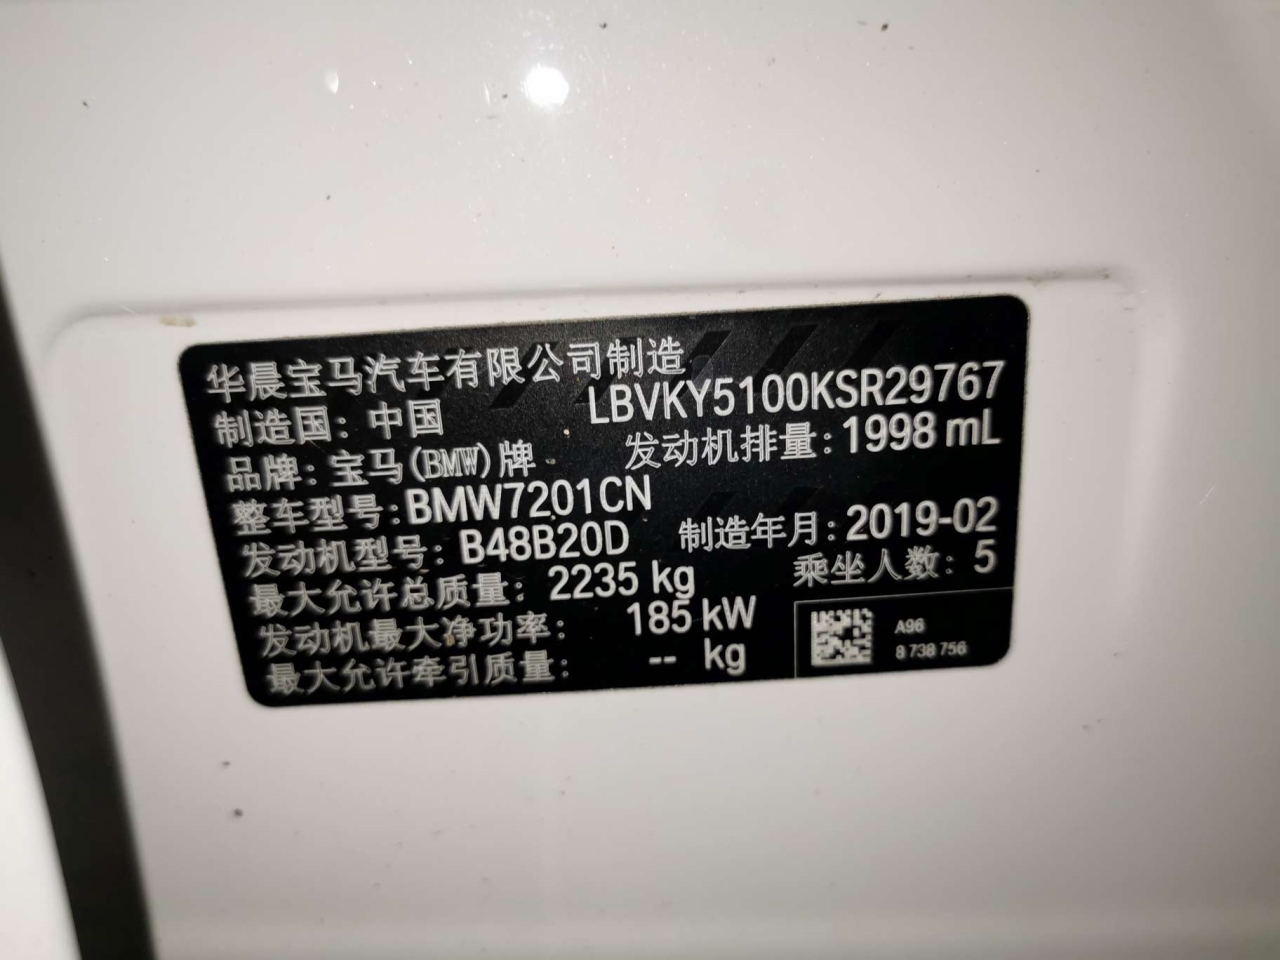 华晨宝马汽车有限公司制造
制造国：中国 LBVKY5100KSR29767
品牌：宝马(BMW)牌 发动机排量：1998 mL
整车型号：BMW7201CN
发动机型号：B48B20D 制造年月：2019-02
最大允许总质量：2235 kg 乘坐人数：5
发动机最大净功率：185 kW
最大允许牵引质量：-- kg
A96
8 738 756